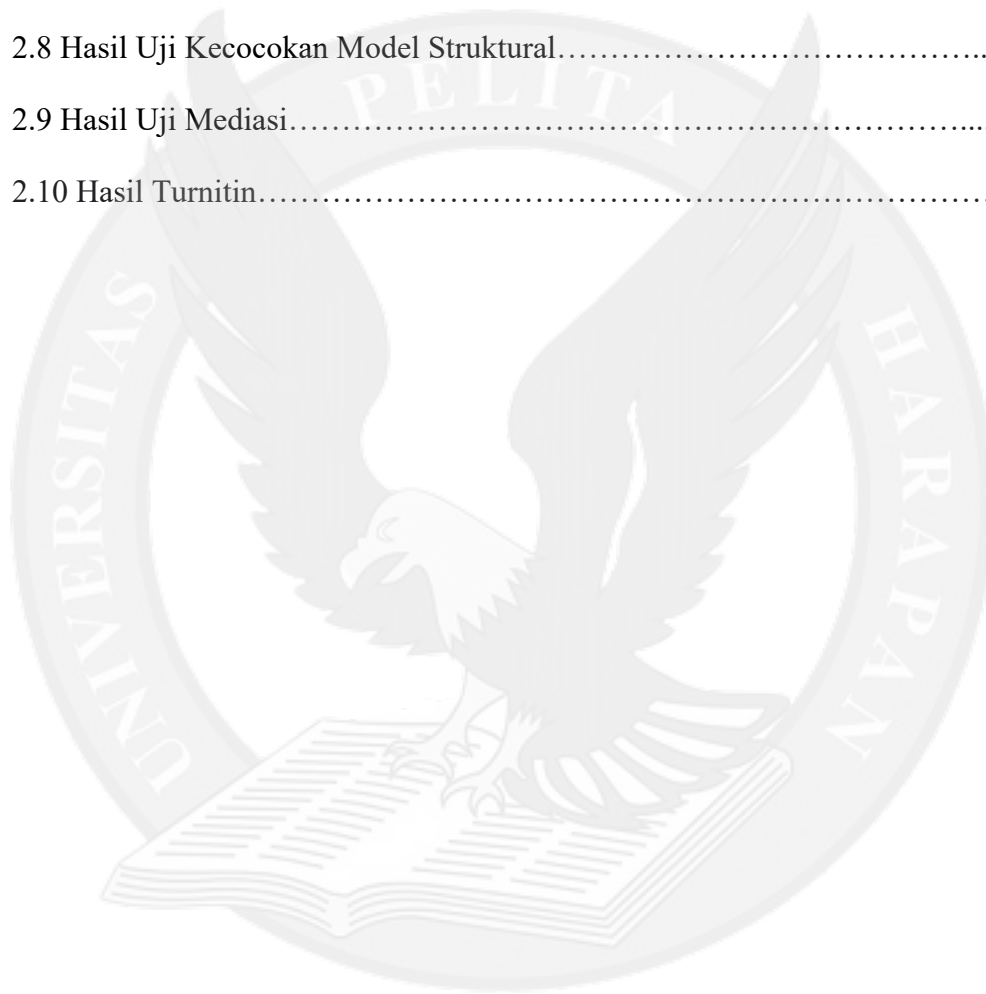 2.8 Hasil Uji Kecocokan Model Struktural…………………………………..
2.9 Hasil Uji Mediasi………………………………………………………...
2.10 Hasil Turnitin……………………………………………………………
UNIVERSITAS PELITA HARAPAN